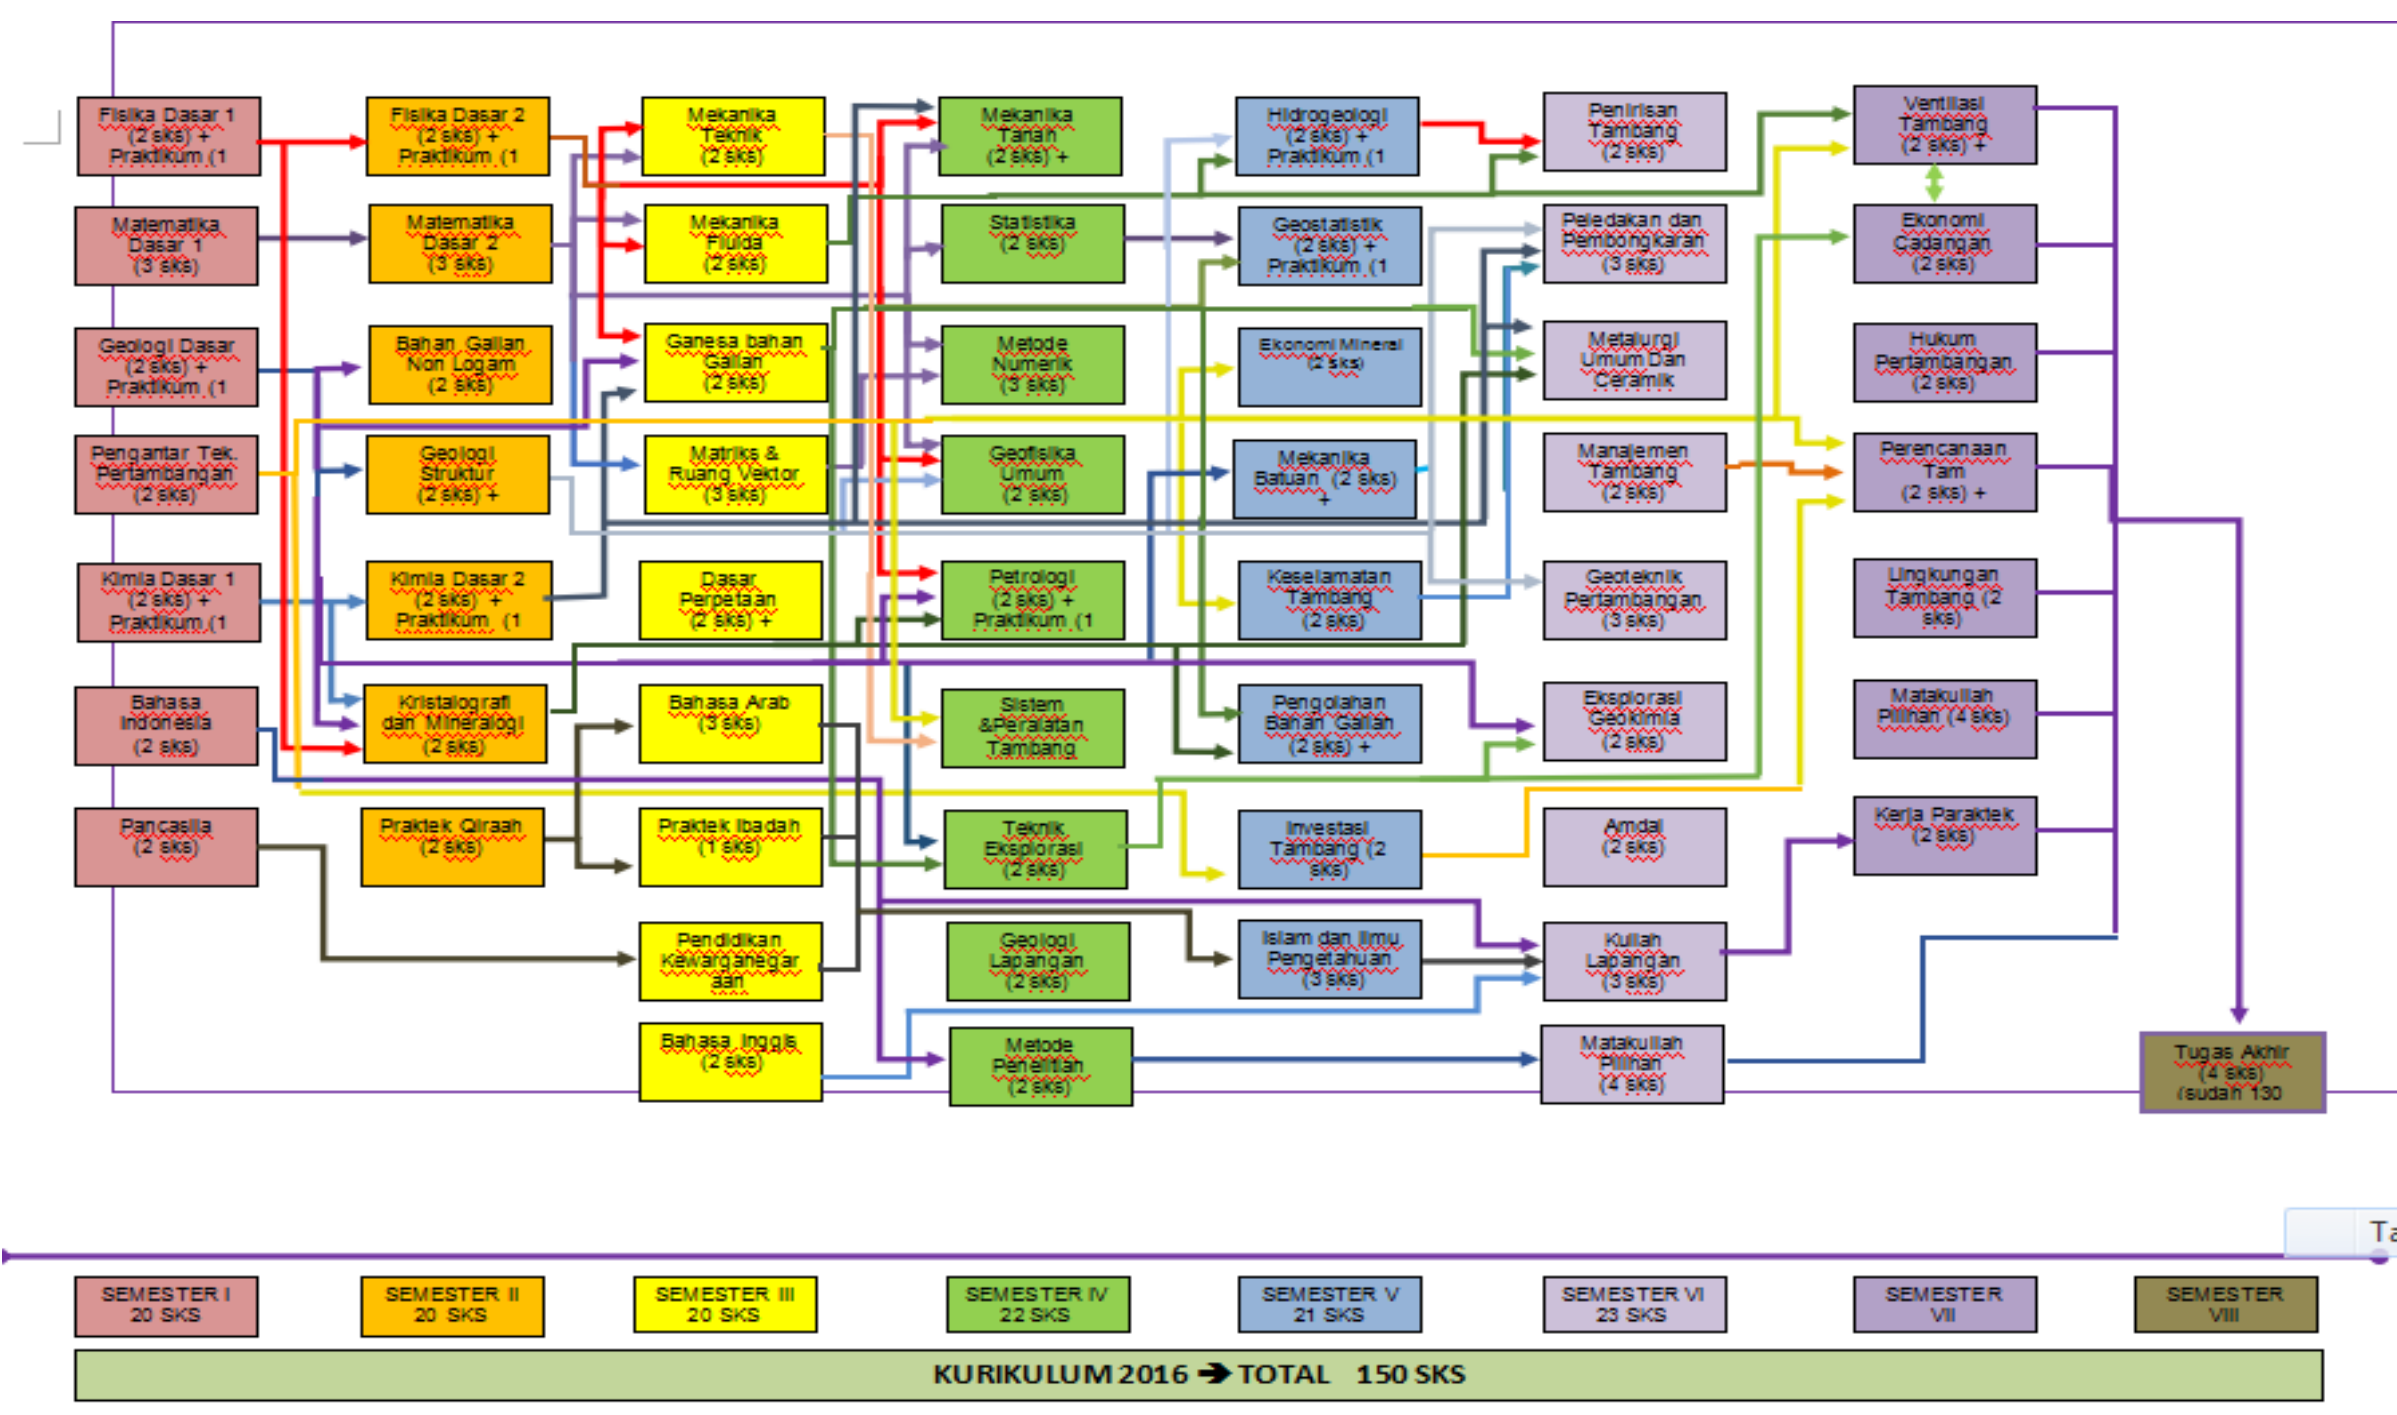 Fisika Dasar 1
(2 sks) +
Praktikum (1
Matematika
Dasar 1
(3 sks)
Geologi Dasar
(2 sks) +
Praktikum (1
Pengantar Tek.
Pertambangan
(2 sks)
Kimia Dasar 1
(2 sks) +
Praktikum (1
Bahasa
Indonesia
(2 sks)
Pancasila
(2 sks)
Fisika Dasar 2
(2 sks) +
Praktikum (1
Matematika
Dasar 2
(3 sks)
Bahan Galian
Non Logam
(2 sks)
Geologi
Struktur
(2 sks) +
Kimia Dasar 2
(2 sks) +
Praktikum (1
Kristalografi
dan Mineralogi
(2 sks)
Praktek Qiraah
(2 sks)
Mekanika
Teknik
(2 sks)
Mekanika
Fluida
(2 sks)
Ganesa bahan
Galian
(2 sks)
Matriks &
Ruang Vektor
(3 sks)
Dasar
Perpetaan
(2 sks) +
Bahasa Arab
(3 sks)
Praktek Ibadah
(1 sks)
Pendidikan
Kewarganegar
aan
Bahasa Inggis
(2 sks)
Mekanika
Tanah
(2 sks) +
Statistika
(2 sks)
Metode
Numerik
(3 sks)
Geofisika
Umum
(2 sks)
Petrologi
(2 sks) +
Praktikum (1
Sistem
&Peralatan
Tambang
Teknik
Eksplorasi
(2 sks)
Geologi
Lapangan
(2 sks)
Metode
Penelitian
(2 sks)
Hidrogeologi
(2 sks) +
Praktikum (1
Geostatistik
(2 sks) +
Praktikum (1
Ekonomi Mineral
(2 sks)
Mekanika
Batuan (2 sks)
+
Keselamatan
Tambang
(2 sks)
Pengolahan
Bahan Galian
(2 sks) +
Investasi
Tambang (2
sks)
Islam dan Ilmu
Pengetahuan
(3 sks)
Penirisan
Tambang
(2 sks)
Peledakan dan
Pembongkaran
(3 sks)
Metalurgi
Umum Dan
Ceramik
Manajemen
Tambang
(2 sks)
Geoteknik
Pertambangan
(3 sks)
Eksplorasi
Geokimia
(2 sks)
Amdal
(2 sks)
Kuliah
Lapangan
(3 sks)
Matakuliah
Pilihan
(4 sks)
Ventilasi
Tambang
(2 sks) +
Ekonomi
Cadangan
(2 sks)
Hukum
Pertambangan
(2 sks)
Perencanaan
Tam
(2 sks) +
Lingkungan
Tambang (2
sks)
Matakuliah
Pilihan (4 sks)
Kerja Paraktek
(2 sks)
Tugas Akhir
(4 sks)
(sudah 130
Ta
SEMESTER I
20 SKS
SEMESTER II
20 SKS
SEMESTER III
20 SKS
SEMESTER IV
22 SKS
SEMESTER V
21 SKS
SEMESTER VI
23 SKS
SEMESTER
VII
SEMESTER
VIII
KURIKULUM 2016 ➔ TOTAL 150 SKS